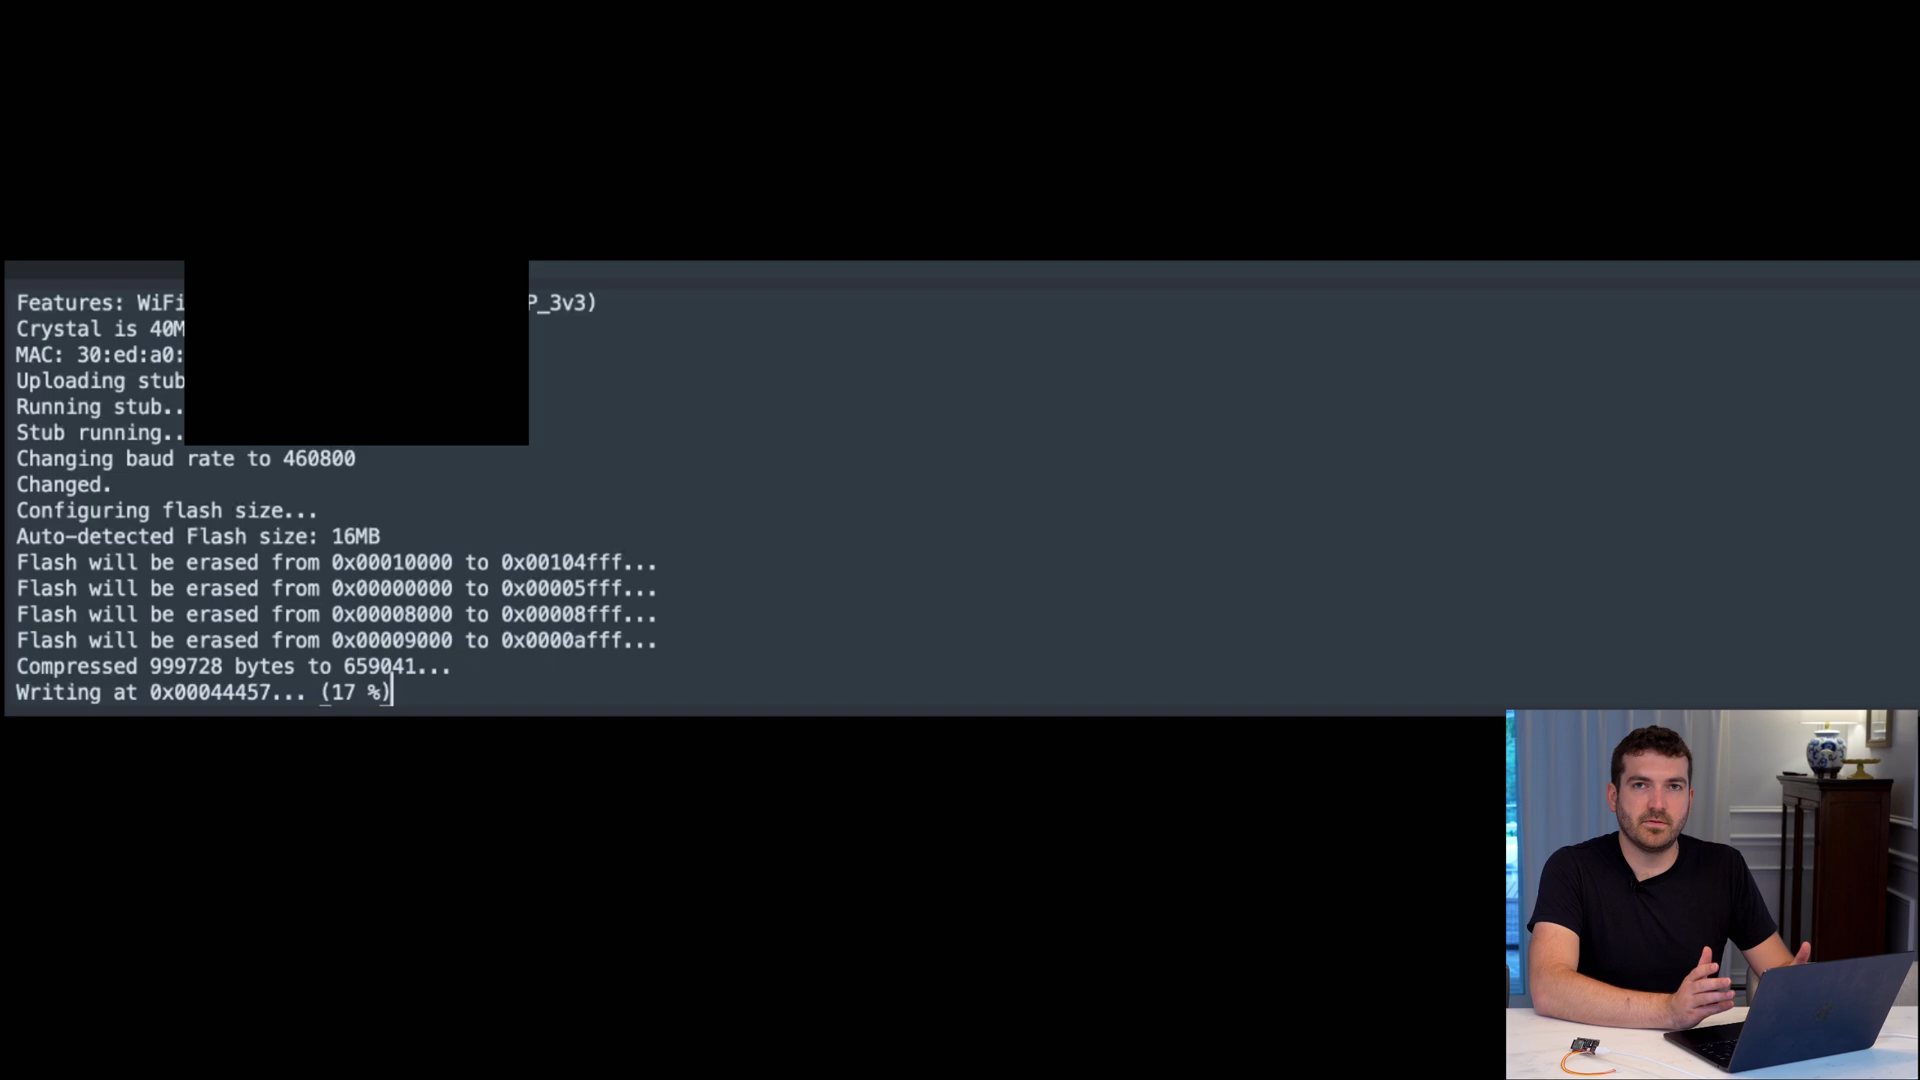 Features: WiFi P_3v3)
Crystal is 40M
MAC: 30:ed:a0:
Uploading stub
Running stub..
Stub running..
Changing baud rate to 460800
Changed.
Configuring flash size...
Auto-detected Flash size: 16MB
Flash will be erased from 0x00010000 to 0x00104fff...
Flash will be erased from 0x00000000 to 0x00005fff...
Flash will be erased from 0x00008000 to 0x00008fff...
Flash will be erased from 0x00009000 to 0x0000afff...
Compressed 999728 bytes to 659041...
Writing at 0x00044457... (17 %)